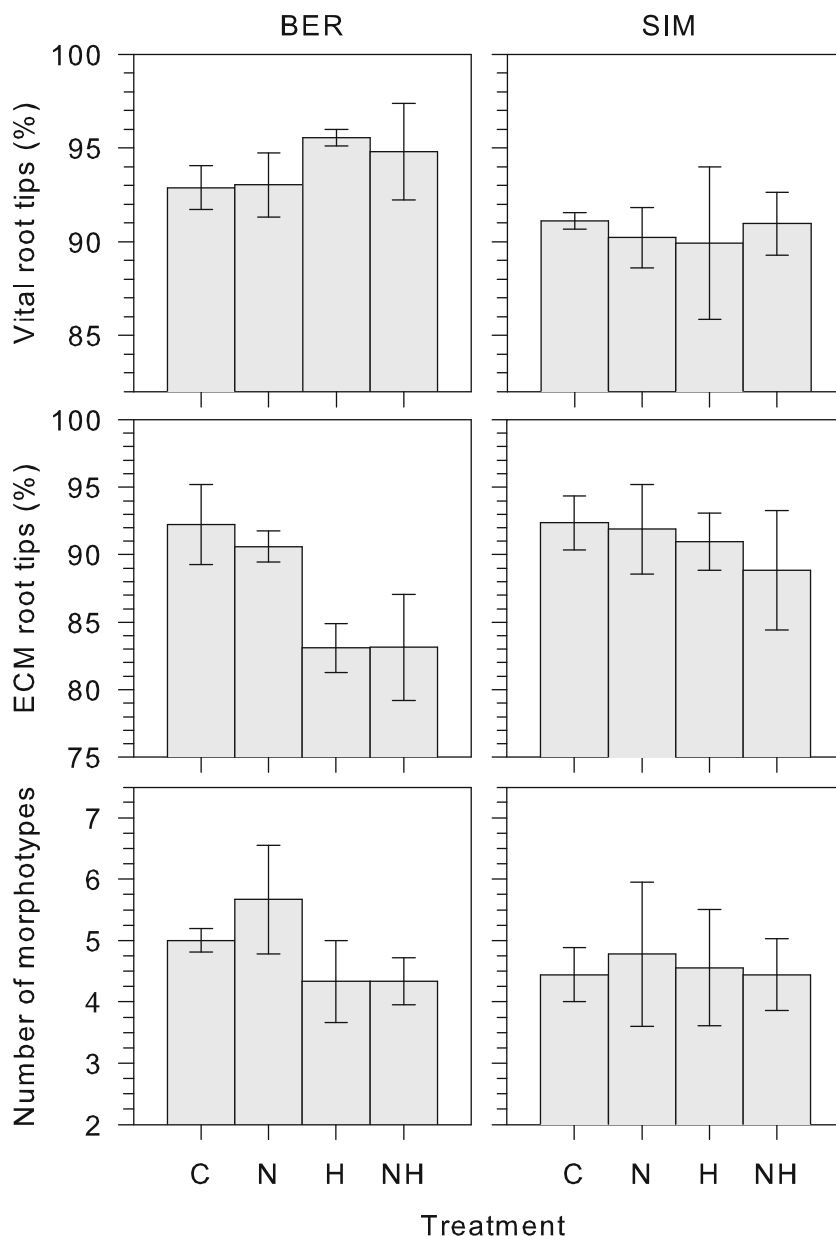 BER SIM
Vital root tips (%)
100
95
90
85
ECM root tips (%)
100
95
90
85
80
75
Number of morphotypes
7
6
5
4
3
2
C N H NH C N H NH
Treatment